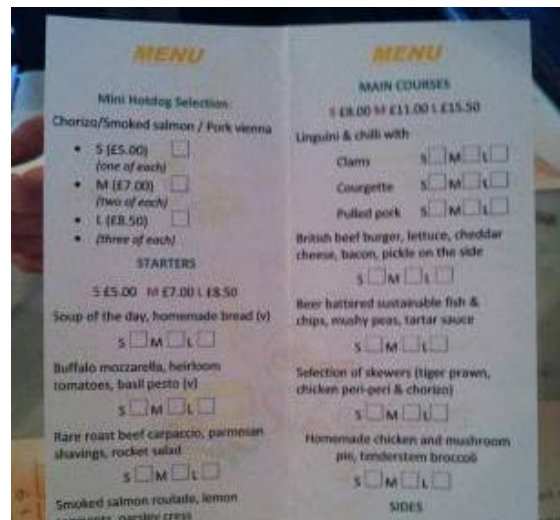 MENU
Mini Hotdog Selection
Chorizo/Smoked salmon / Pork vienna
• S (£5.00)
(one of each)
• M (£7.00)
(two of each)
• L (£8.50)
• (three of each)
STARTERS
S £5.00 M £7.00 L £8.50
Soup of the day, homemade bread (v)
S M L
Buffalo mozzarella, heirloom
tomatoes, basil pesto (v)
S M L
Rare roast beef carpaccio, parmesan
shavings, rocket salad
S M L
Smoked salmon roulade, lemon
parsley cress
MENU
MAIN COURSES
S £8.00 M £11.00 L £15.50
Linguini & chilli with
Clams S M L
Courgette S M L
Pulled pork S M L
British beef burger, lettuce, cheddar
cheese, bacon, pickle on the side
S M L
Beer battered sustainable fish &
chips, mushy peas, tartar sauce
S M L
Selection of skewers (tiger prawn,
chicken peri-peri & chorizo)
S M L
Homemade chicken and mushroom
pie, tenderstem broccoli
S M L
SIDES